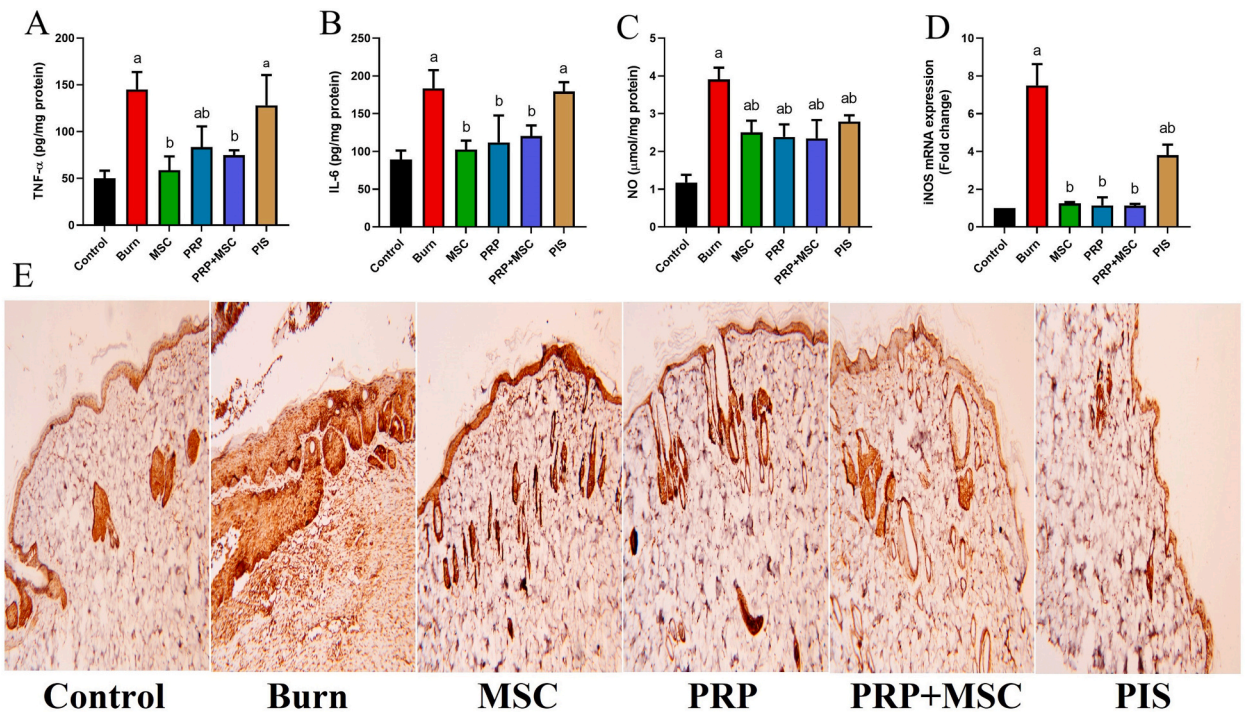 A
TNF-α (pg/mg protein)
200
150
100
50
0
a
b
ab
b
a
Control
Burn
MSC
PRP
PRP+MSC
PIS
B
IL-6 (pg/mg protein)
250
200
150
100
50
0
a
b
b
b
a
Control
Burn
MSC
PRP
PRP+MSC
PIS
C
NO (μmol/mg protein)
5
4
3
2
1
0
a
ab
ab
ab
ab
Control
Burn
MSC
PRP
PRP+MSC
PIS
D
iNOS mRNA expression
(Fold change)
10
8
6
4
2
0
a
b
b
b
ab
Control
Burn
MSC
PRP
PRP+MSC
PIS
E
Control
Burn
MSC
PRP
PRP+MSC
PIS